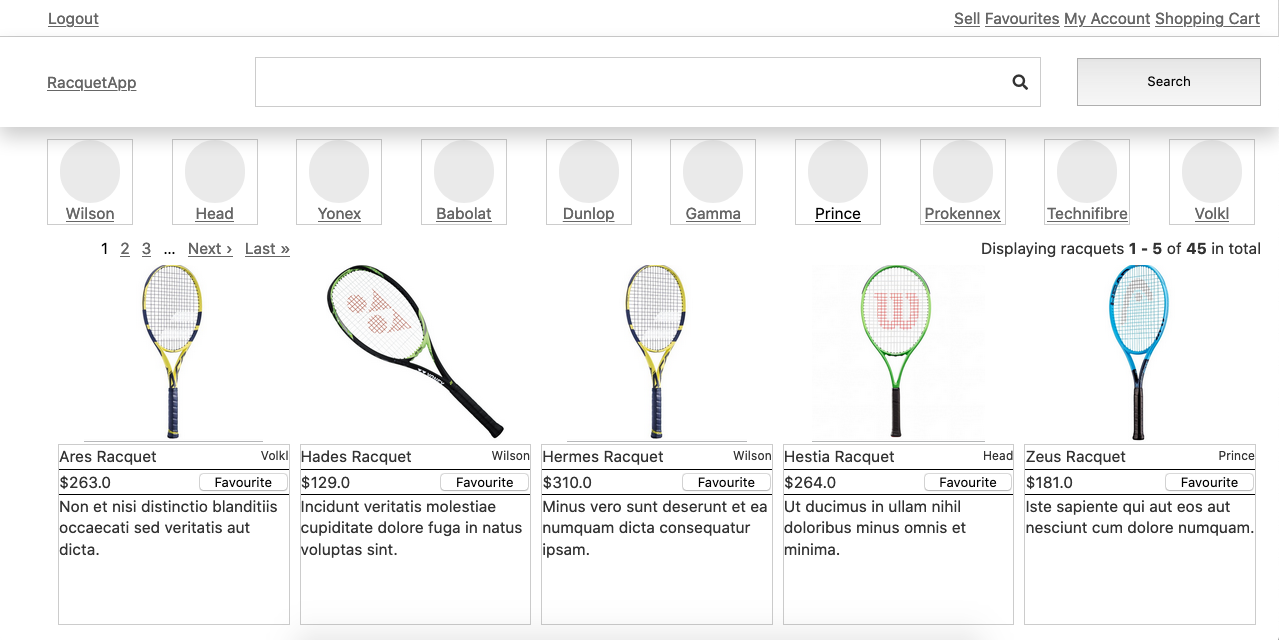 Logout Sell Favourites My Account Shopping Cart
RacquetApp Search
Wilson Head Yonex Babolat Dunlop Gamma Prince Prokennex Technifibre Volkl
1 2 3 ... Next › Last » Displaying racquets 1 - 5 of 45 in total
Ares Racquet Volkl
$263.0 Favourite
Non et nisi distinctio blanditiis
occaecati sed veritatis aut
dicta.
Hades Racquet Wilson
$129.0 Favourite
Incidunt veritatis molestiae
cupiditate dolore fuga in natus
voluptas sint.
Hermes Racquet Wilson
$310.0 Favourite
Minus vero sunt deserunt et ea
numquam dicta consequatur
ipsam.
Hestia Racquet Head
$264.0 Favourite
Ut ducimus in ullam nihil
doloribus minus omnis et
minima.
Zeus Racquet Prince
$181.0 Favourite
Iste sapiente qui aut eos aut
nesciunt cum dolore numquam.